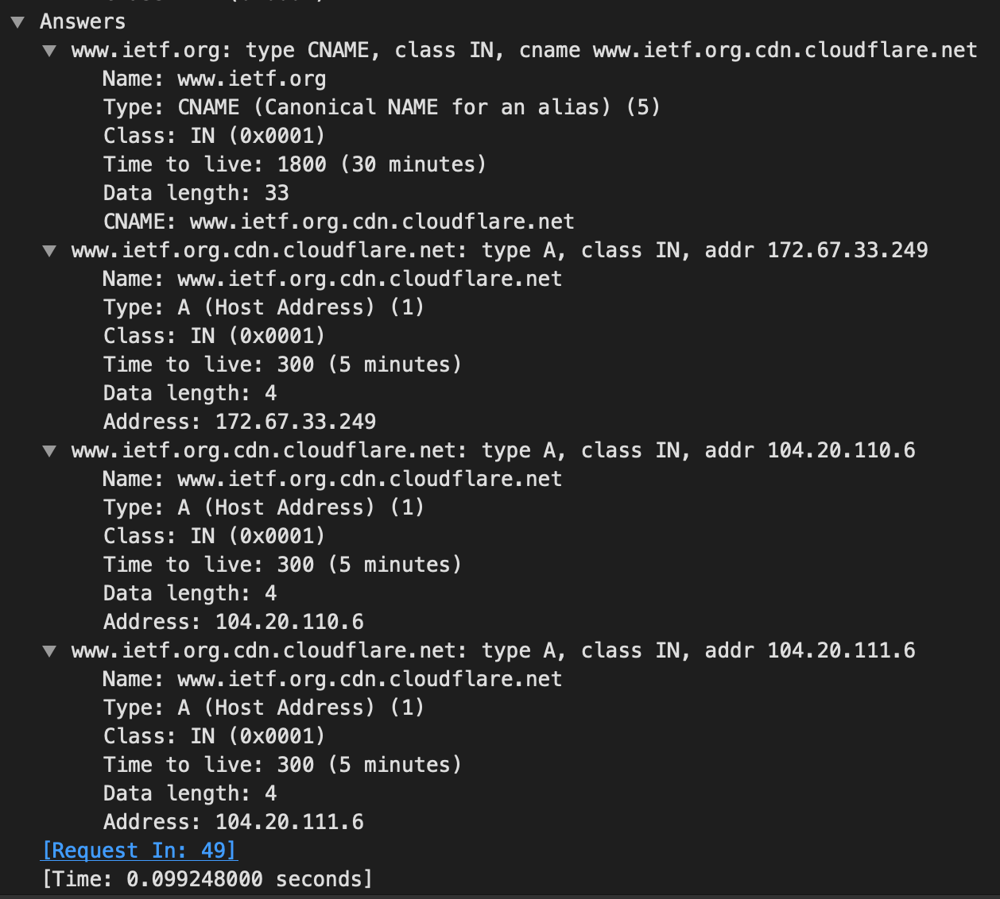 Answers
www.ietf.org: type CNAME, class IN, cname www.ietf.org.cdn.cloudflare.net
Name: www.ietf.org
Type: CNAME (Canonical NAME for an alias) (5)
Class: IN (0x0001)
Time to live: 1800 (30 minutes)
Data length: 33
CNAME: www.ietf.org.cdn.cloudflare.net
www.ietf.org.cdn.cloudflare.net: type A, class IN, addr 172.67.33.249
Name: www.ietf.org.cdn.cloudflare.net
Type: A (Host Address) (1)
Class: IN (0x0001)
Time to live: 300 (5 minutes)
Data length: 4
Address: 172.67.33.249
www.ietf.org.cdn.cloudflare.net: type A, class IN, addr 104.20.110.6
Name: www.ietf.org.cdn.cloudflare.net
Type: A (Host Address) (1)
Class: IN (0x0001)
Time to live: 300 (5 minutes)
Data length: 4
Address: 104.20.110.6
www.ietf.org.cdn.cloudflare.net: type A, class IN, addr 104.20.111.6
Name: www.ietf.org.cdn.cloudflare.net
Type: A (Host Address) (1)
Class: IN (0x0001)
Time to live: 300 (5 minutes)
Data length: 4
Address: 104.20.111.6
[Request In: 49]
[Time: 0.099248000 seconds]